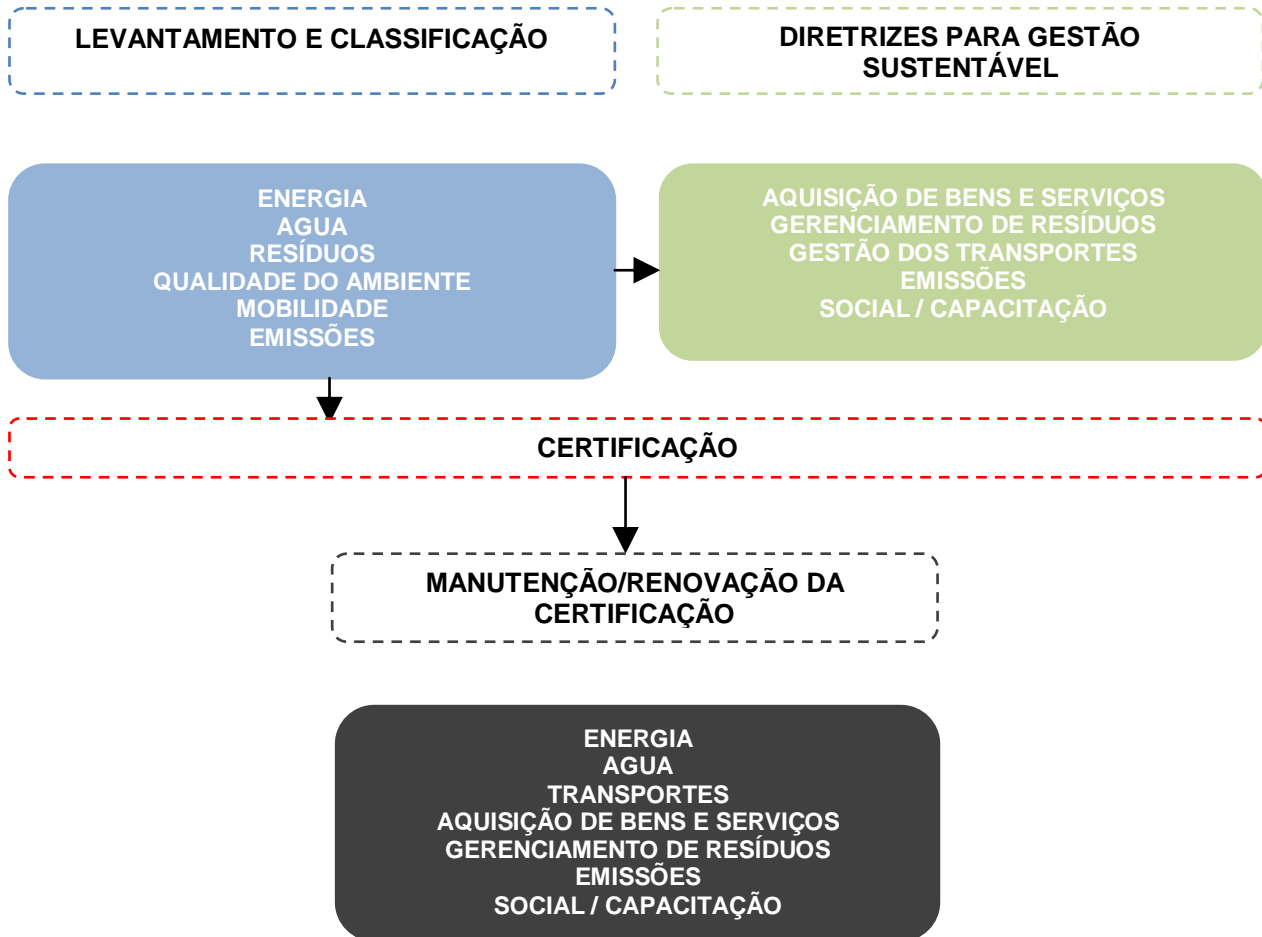 LEVANTAMENTO E CLASSIFICAÇÃO
DIRETRIZES PARA GESTÃO
SUSTENTÁVEL
ENERGIA
AGUA
RESÍDUOS
QUALIDADE DO AMBIENTE
MOBILIDADE
EMISSÕES
AQUISIÇÃO DE BENS E SERVIÇOS
GERENCIAMENTO DE RESÍDUOS
GESTÃO DOS TRANSPORTES
EMISSÕES
SOCIAL / CAPACITAÇÃO
CERTIFICAÇÃO
MANUTENÇÃO/RENOVAÇÃO DA
CERTIFICAÇÃO
ENERGIA
AGUA
TRANSPORTES
AQUISIÇÃO DE BENS E SERVIÇOS
GERENCIAMENTO DE RESÍDUOS
EMISSÕES
SOCIAL / CAPACITAÇÃO